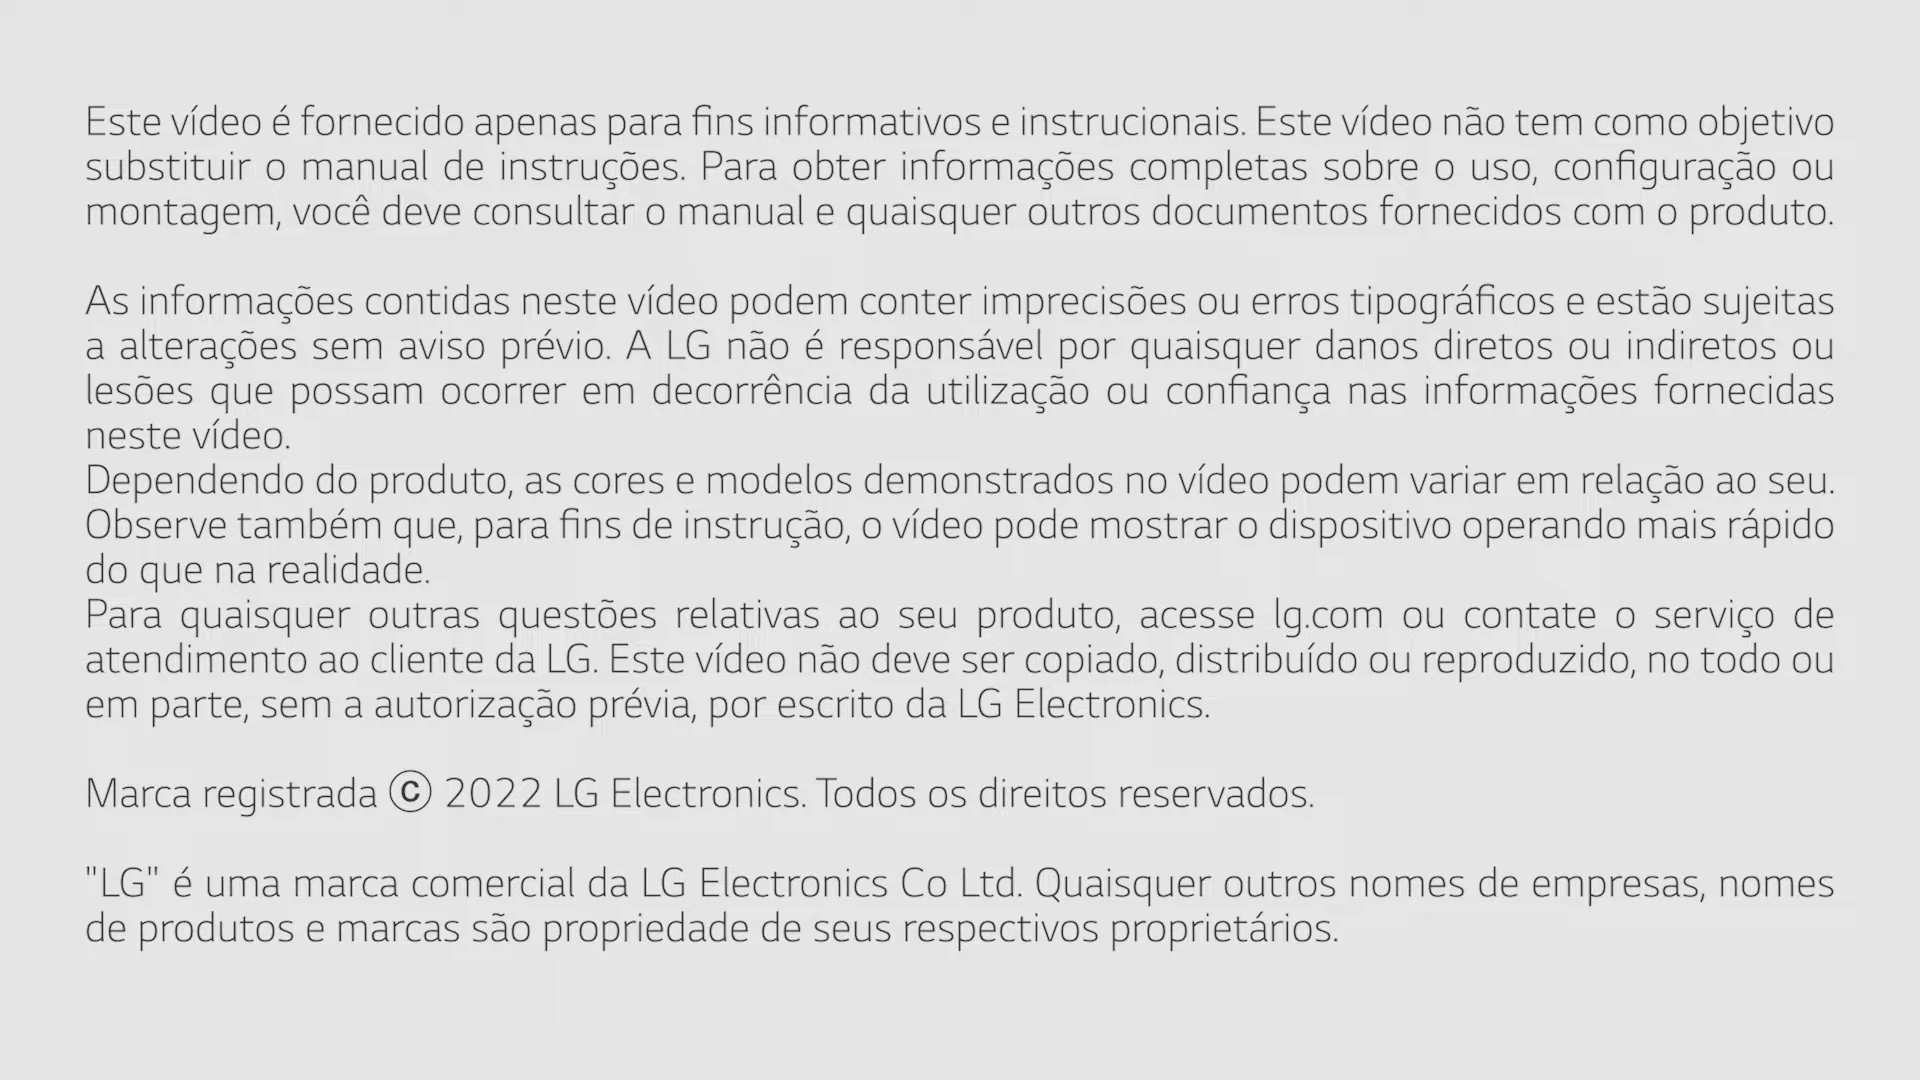 Este vídeo é fornecido apenas para fins informativos e instrucionais. Este vídeo não tem como objetivo
substituir o manual de instruções. Para obter informações completas sobre o uso, configuração ou
montagem, você deve consultar o manual e quaisquer outros documentos fornecidos com o produto.
As informações contidas neste vídeo podem conter imprecisões ou erros tipográficos e estão sujeitas
a alterações sem aviso prévio. A LG não é responsável por quaisquer danos diretos ou indiretos ou
lesões que possam ocorrer em decorrência da utilização ou confiança nas informações fornecidas
neste vídeo.
Dependendo do produto, as cores e modelos demonstrados no vídeo podem variar em relação ao seu.
Observe também que, para fins de instrução, o vídeo pode mostrar o dispositivo operando mais rápido
do que na realidade.
Para quaisquer outras questões relativas ao seu produto, acesse lg.com ou contate o serviço de
atendimento ao cliente da LG. Este vídeo não deve ser copiado, distribuído ou reproduzido, no todo ou
em parte, sem a autorização prévia, por escrito da LG Electronics.
Marca registrada ⓒ 2022 LG Electronics. Todos os direitos reservados.
"LG" é uma marca comercial da LG Electronics Co Ltd. Quaisquer outros nomes de empresas, nomes
de produtos e marcas são propriedade de seus respectivos proprietários.